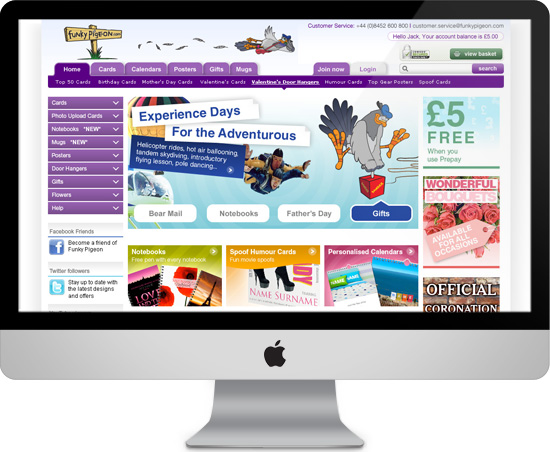 funky pigeon.com
Customer Service: +44 (0)8452 600 800 | customer.service@funkypigeon.com
Hello Jack, Your account balance is £5.00
view basket
Home Cards Calendars Posters Gifts Mugs Join now Login search
Top 50 Cards Birthday Cards Mother's Day Cards Valentine's Cards Valentine's Door Hangers Humour Cards Top Gear Posters Spoof Cards
Cards
Photo Upload Cards
Notebooks *NEW*
Mugs *NEW*
Posters
Door Hangers
Gifts
Flowers
Help
Facebook Friends
Become a friend of
Funky Pigeon
Twitter followers
Stay up to date with
the latest designs
and offers
Experience Days
For the Adventurous
Helicopter rides, hot air ballooning,
tandem skydiving, introductory
flying lesson, pole dancing...
Bear Mail Notebooks Father's Day Gifts
Notebooks
Free pen with every notebook
Spoof Humour Cards
Fun movie spoofs
NAME SURNAME
Personalised Calendars
£5
FREE
When you
use Prepay
WONDERFUL
BOUQUETS
AVAILABLE
FOR ALL
OCCASIONS
OFFICIAL
CORONATION